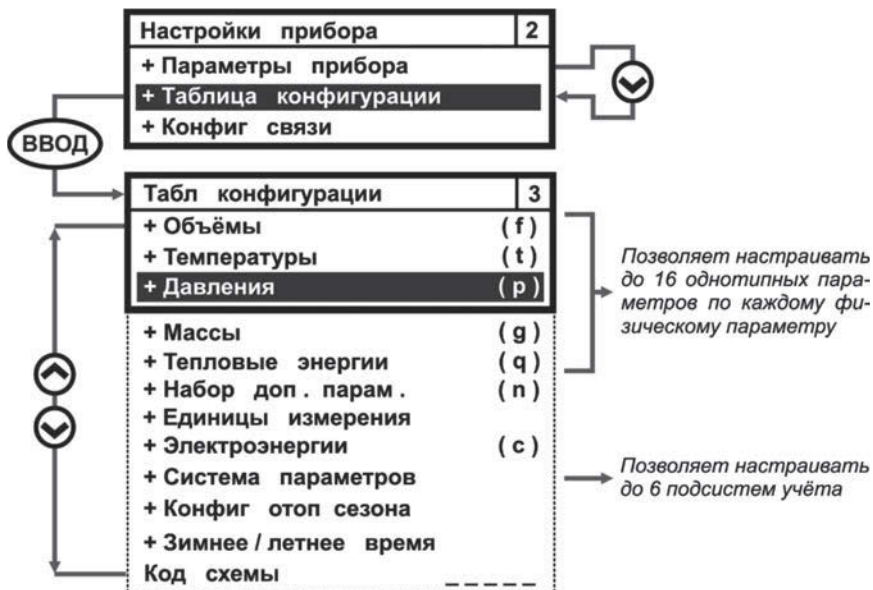 Настройки прибора 2
+ Параметры прибора
+ Таблица конфигурации
+ Конфиг связи
ВВОД
Табл конфигурации 3
+ Объёмы ( f )
+ Температуры ( t )
+ Давления ( p )
+ Массы ( g )
+ Тепловые энергии ( q )
+ Набор доп . парам . ( n )
+ Единицы измерения
+ Электроэнергии ( c )
+ Система параметров
+ Конфиг отоп сезона
+ Зимнее / летнее время
Код схемы _ _ _ _ _
Позволяет настраивать
до 16 однотипных пара-
метров по каждому фи-
зическому параметру
Позволяет настраивать
до 6 подсистем учёта